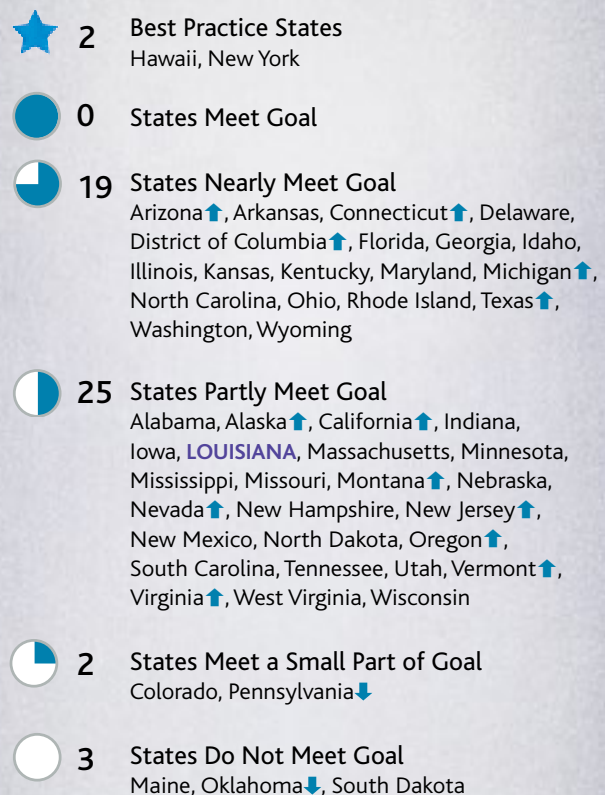 2 Best Practice States
Hawaii, New York
0 States Meet Goal
19 States Nearly Meet Goal
Arizona⬆, Arkansas, Connecticut⬆, Delaware,
District of Columbia⬆, Florida, Georgia, Idaho,
Illinois, Kansas, Kentucky, Maryland, Michigan⬆,
North Carolina, Ohio, Rhode Island, Texas⬆,
Washington, Wyoming
25 States Partly Meet Goal
Alabama, Alaska⬆, California⬆, Indiana,
Iowa, LOUISIANA, Massachusetts, Minnesota,
Mississippi, Missouri, Montana⬆, Nebraska,
Nevada⬆, New Hampshire, New Jersey⬆,
New Mexico, North Dakota, Oregon⬆,
South Carolina, Tennessee, Utah, Vermont⬆,
Virginia⬆, West Virginia, Wisconsin
2 States Meet a Small Part of Goal
Colorado, Pennsylvania⬇
3 States Do Not Meet Goal
Maine, Oklahoma⬇, South Dakota